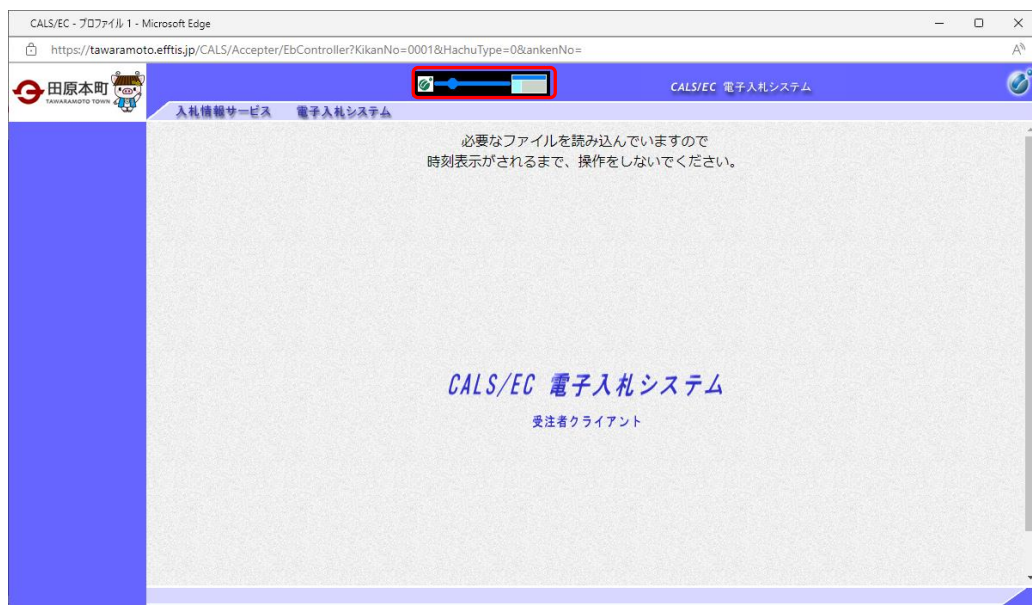 CALS/EC - プロファイル 1 - Microsoft Edge
https://tawaramoto.efftis.jp/CALS/Accepter/EbController?KikanNo=0001&HachuType=0&ankenNo=
田原本町
TAWARAMOTO TOWN
CALS/EC 電子入札システム
入札情報サービス 電子入札システム
必要なファイルを読み込んでいますので
時刻表示がされるまで、操作をしないでください。
CALS/EC 電子入札システム
受注者クライアント